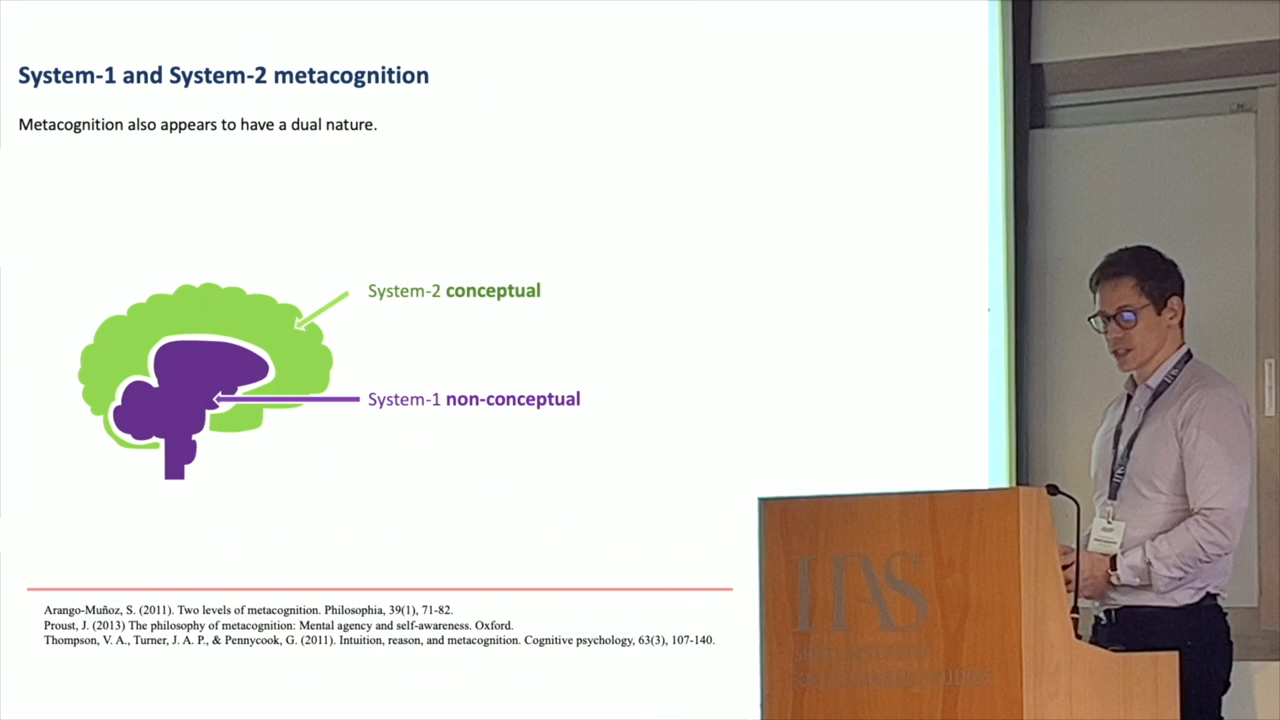 System-1 and System-2 metacognition
Metacognition also appears to have a dual nature.
System-2 conceptual
System-1 non-conceptual
Arango-Muñoz, S. (2011). Two levels of metacognition. Philosophia, 39(1), 71-82.
Proust, J. (2013) The philosophy of metacognition: Mental agency and self-awareness. Oxford.
Thompson, V. A., Turner, J. A. P., & Pennycook, G. (2011). Intuition, reason, and metacognition. Cognitive psychology, 63(3), 107-140.
IIAS